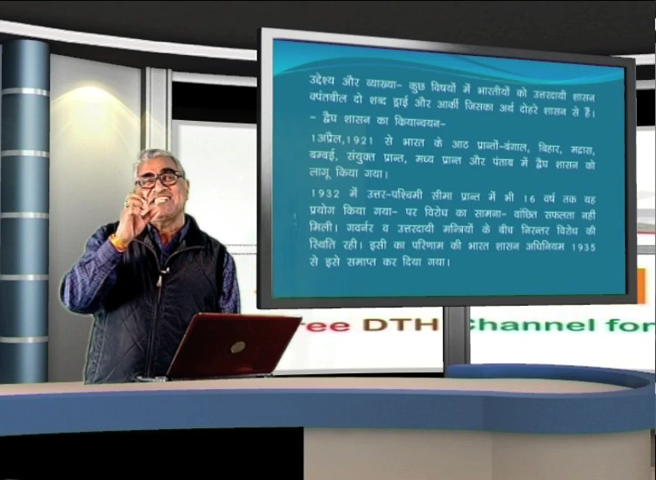 उद्देश्य और व्याख्या– कुछ विषयों में भारतीयों को उत्तरदायी शासन
क्पंतबील दो शब्द ड्राई और आर्की जिसका अर्थ दोहरे शासन से हैं।
- द्वैध शासन का कियान्वयन–
1अप्रैल,1921 से भारत के आठ प्रान्तों–बंगाल, बिहार, मद्रास,
बम्बई, संयुक्त प्रान्त, मध्य प्रान्त और पंताब में द्वैध शासन को
लागू किया गया।
1932 में उत्तर-पश्चिमी सीमा प्रान्त में भी 16 वर्ष तक यह
प्रयोग किया गया– पर विरोध का सामना– वांछित सफलता नहीं
मिली। गवर्नर व उत्तरदायी मन्त्रियों के बीच निरन्तर विरोध की
स्थिति रही। इसी का परिणाम की भारत शासन अधिनियम 1935
से इसे समाप्त कर दिया गया।
ree DTH Channel for